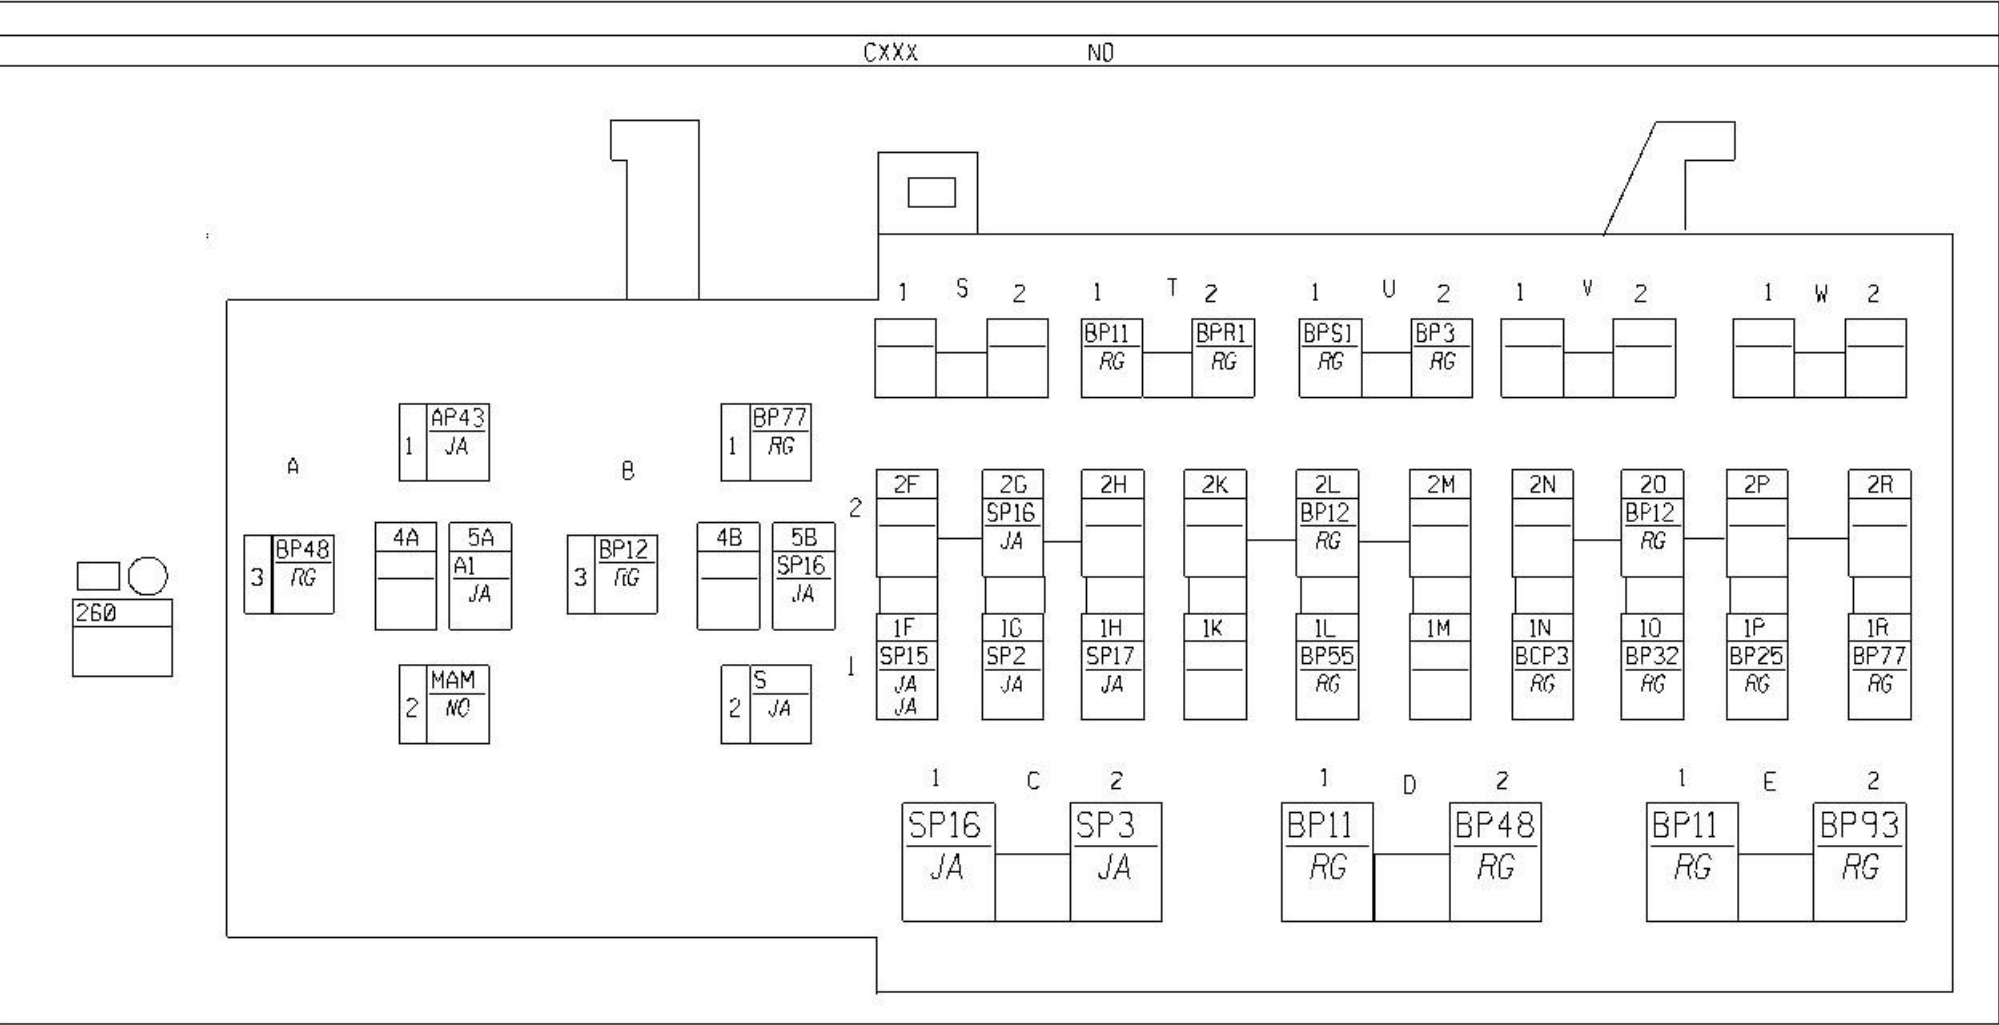 CXXX NO
1 S 2 1 T 2 1 U 2 1 V 2 1 W 2
BP11 BPR1 BPS1 BP3
RG RG RG RG
AP43 BP77
1 JA 1 RG
A B
2F 2G 2H 2K 2L 2M 2N 2O 2P 2R
2 SP16 BP12 BP12
JA RG RG
4A 5A 4B 5B
BP48 A1 BP12 SP16
3 RG JA 3 RG JA
260
1F 1G 1H 1K 1L 1M 1N 1O 1P 1R
1 SP15 SP2 SP17 BP55 BCP3 BP32 BP25 BP77
JA JA JA RG RG RG RG RG
JA
MAM S
2 NO 2 JA
1 C 2 1 D 2 1 E 2
SP16 SP3 BP11 BP48 BP11 BP93
JA JA RG RG RG RG